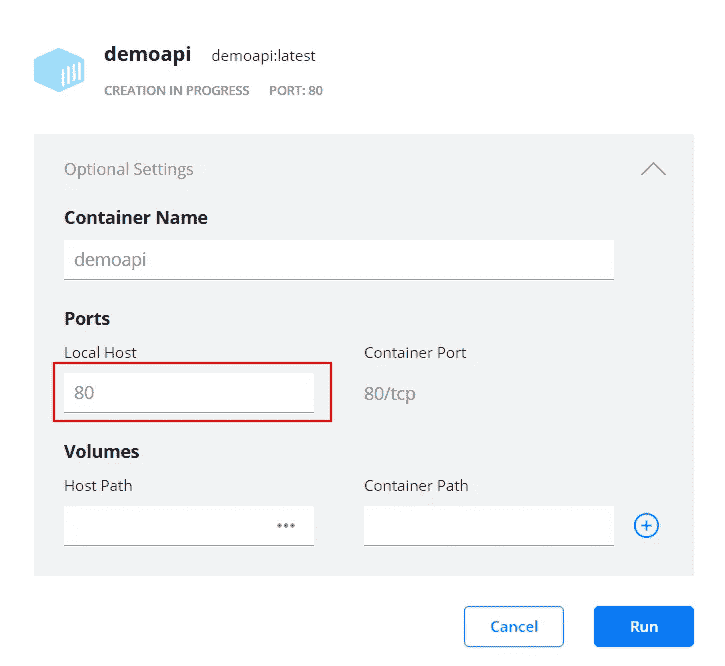 demoapi demoapi:latest
CREATION IN PROGRESS PORT: 80
Optional Settings
Container Name
demoapi
Ports
Local Host Container Port
80 80/tcp
Volumes
Host Path Container Path
•••
Cancel Run